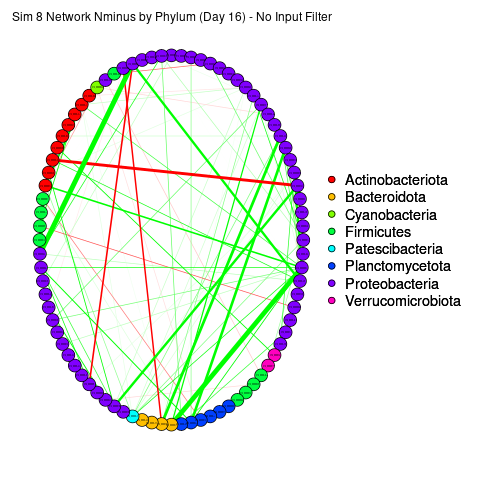 Sim 8 Network Nminus by Phylum (Day 16) - No Input Filter
Actinobacteriota
Bacteroidota
Cyanobacteria
Firmicutes
Patescibacteria
Planctomycetota
Proteobacteria
Verrucomicrobiota